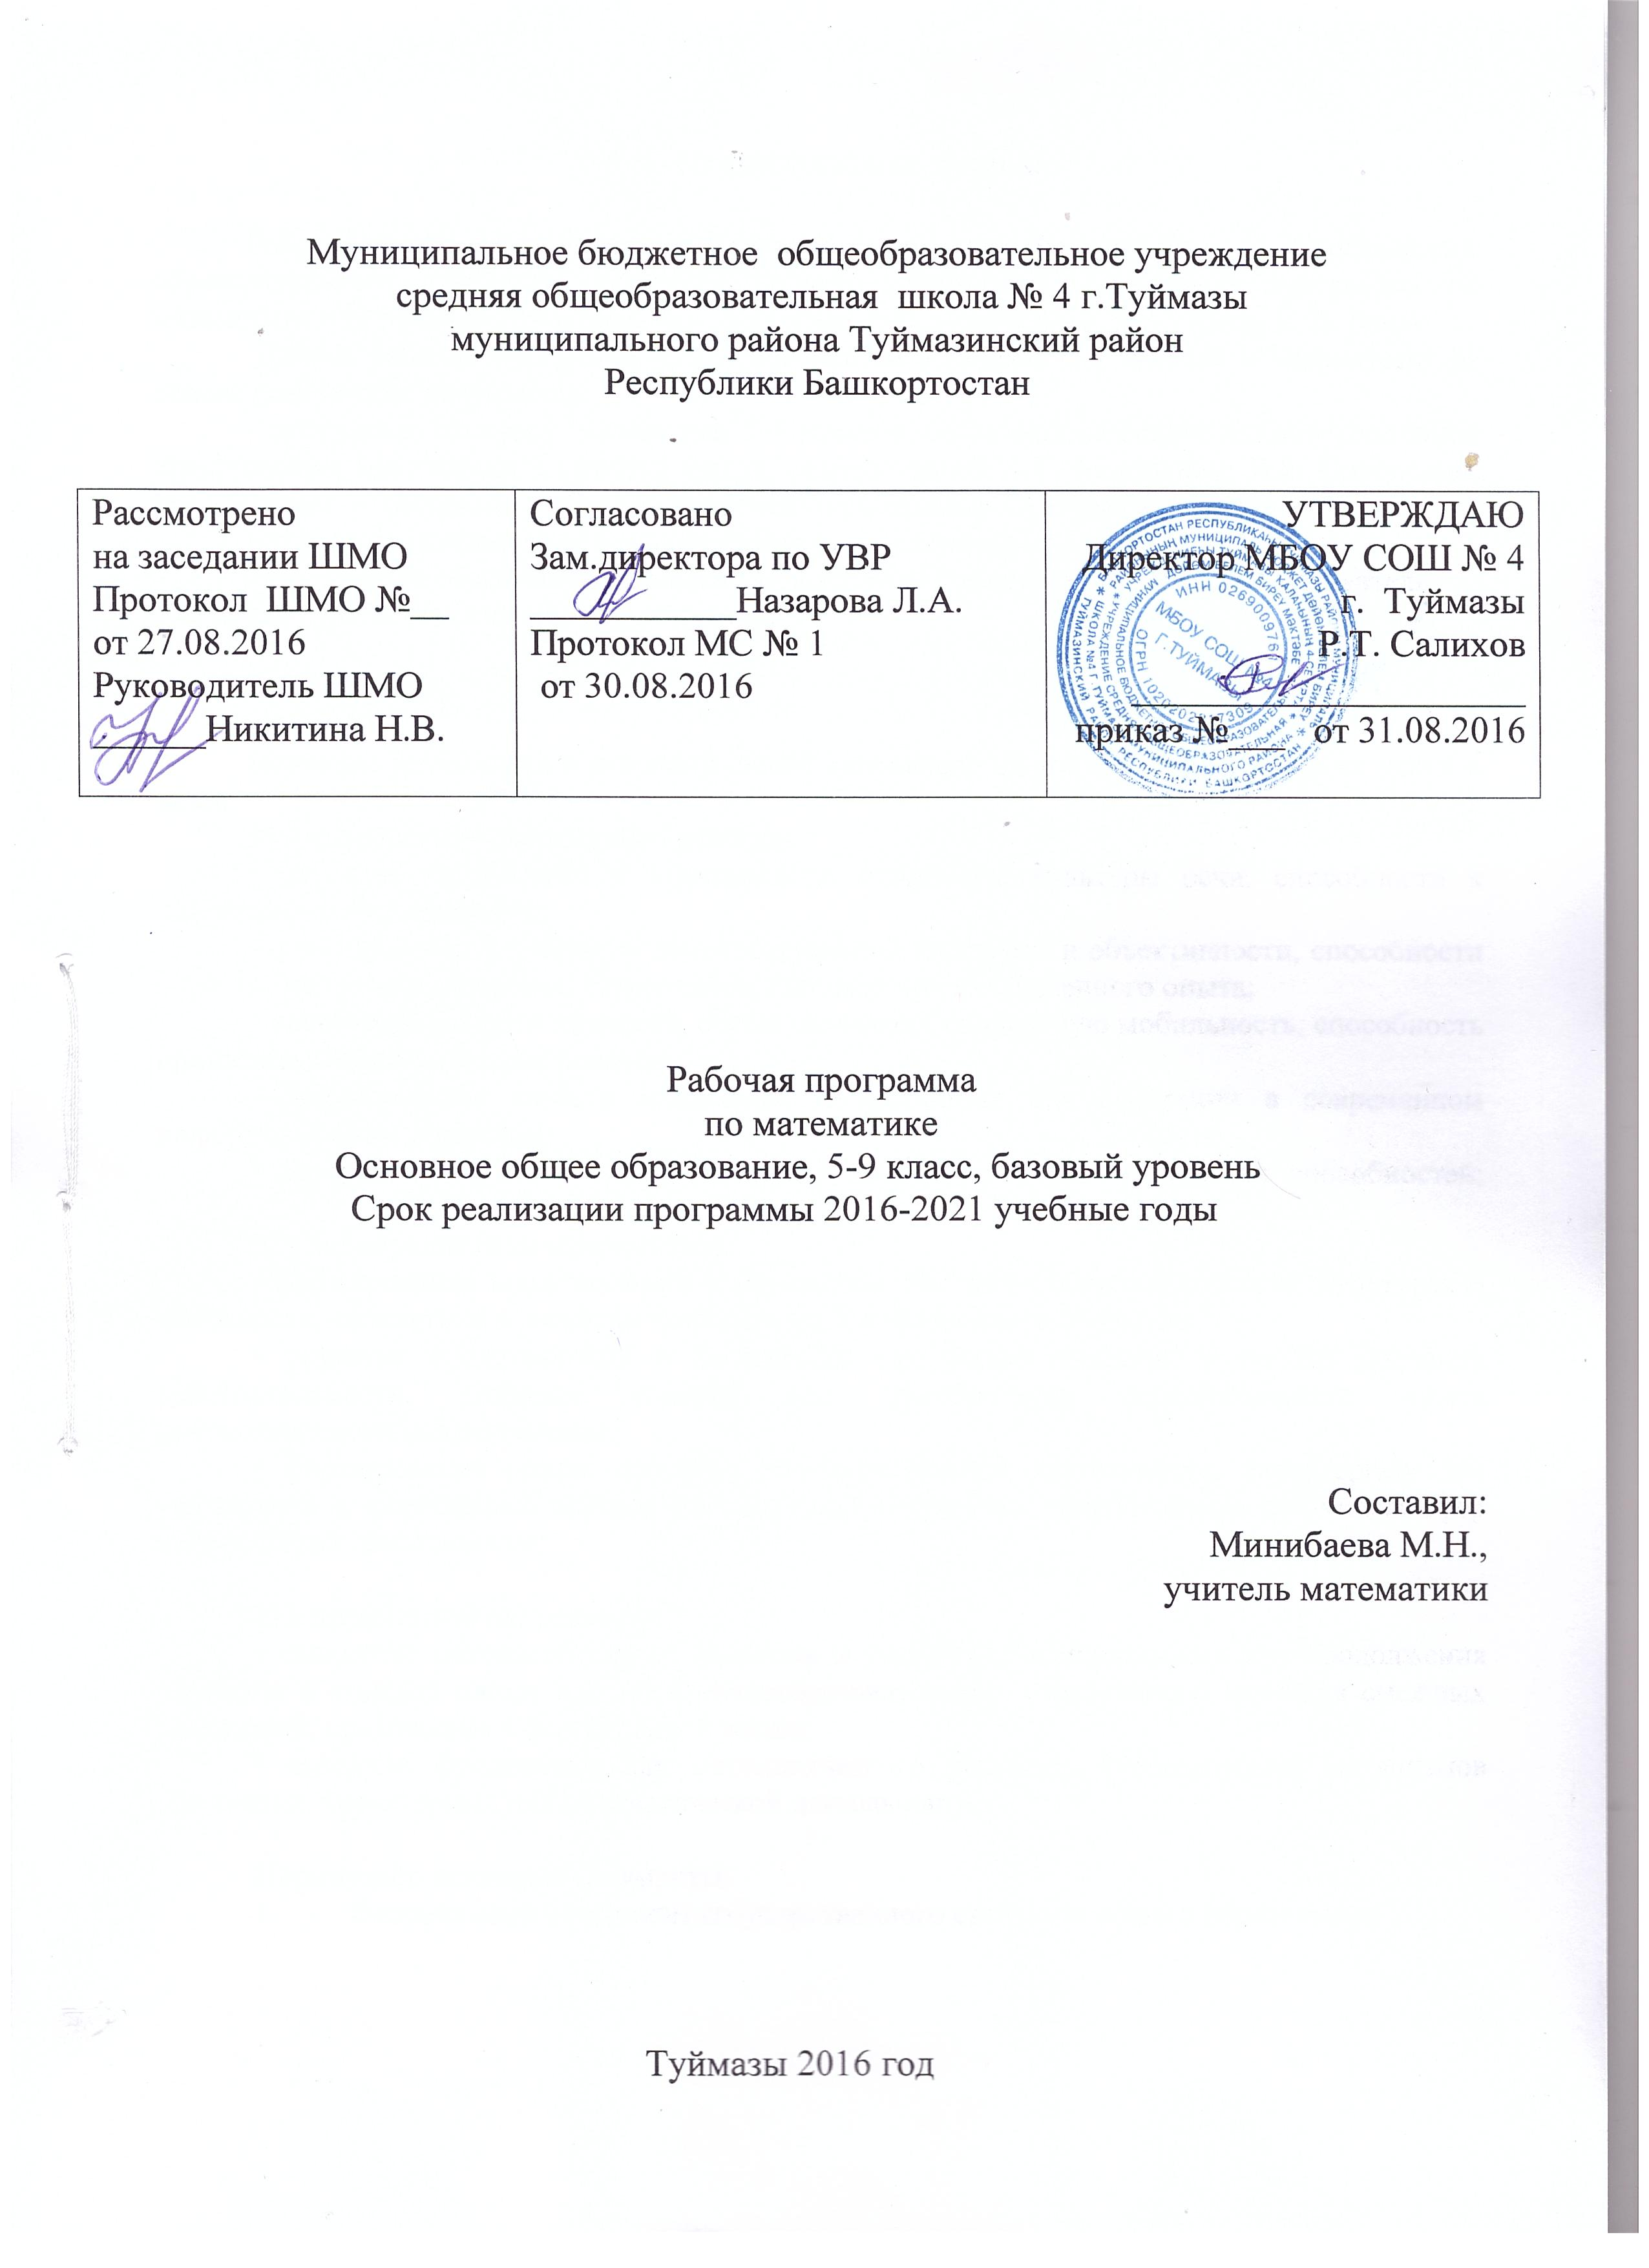 Муниципальное бюджетное общеобразовательное учреждение
средняя общеобразовательная школа № 4 г.Туймазы
муниципального района Туймазинский район
Республики Башкортостан
Рассмотрено
на заседании ШМО
Протокол ШМО №__
от 27.08.2016
Руководитель ШМО
______Никитина Н.В.
Согласовано
Зам.директора по УВР
___________Назарова Л.А.
Протокол МС № 1
от 30.08.2016
УТВЕРЖДАЮ
Директор МБОУ СОШ № 4
г. Туймазы
Р.Т. Салихов
приказ №___ от 31.08.2016
МБОУ СОШ №4
Г.ТУЙМАЗЫ
Рабочая программа
по математике
Основное общее образование, 5-9 класс, базовый уровень
Срок реализации программы 2016-2021 учебные годы
Составил:
Минибаева М.Н.,
учитель математики
Туймазы 2016 год